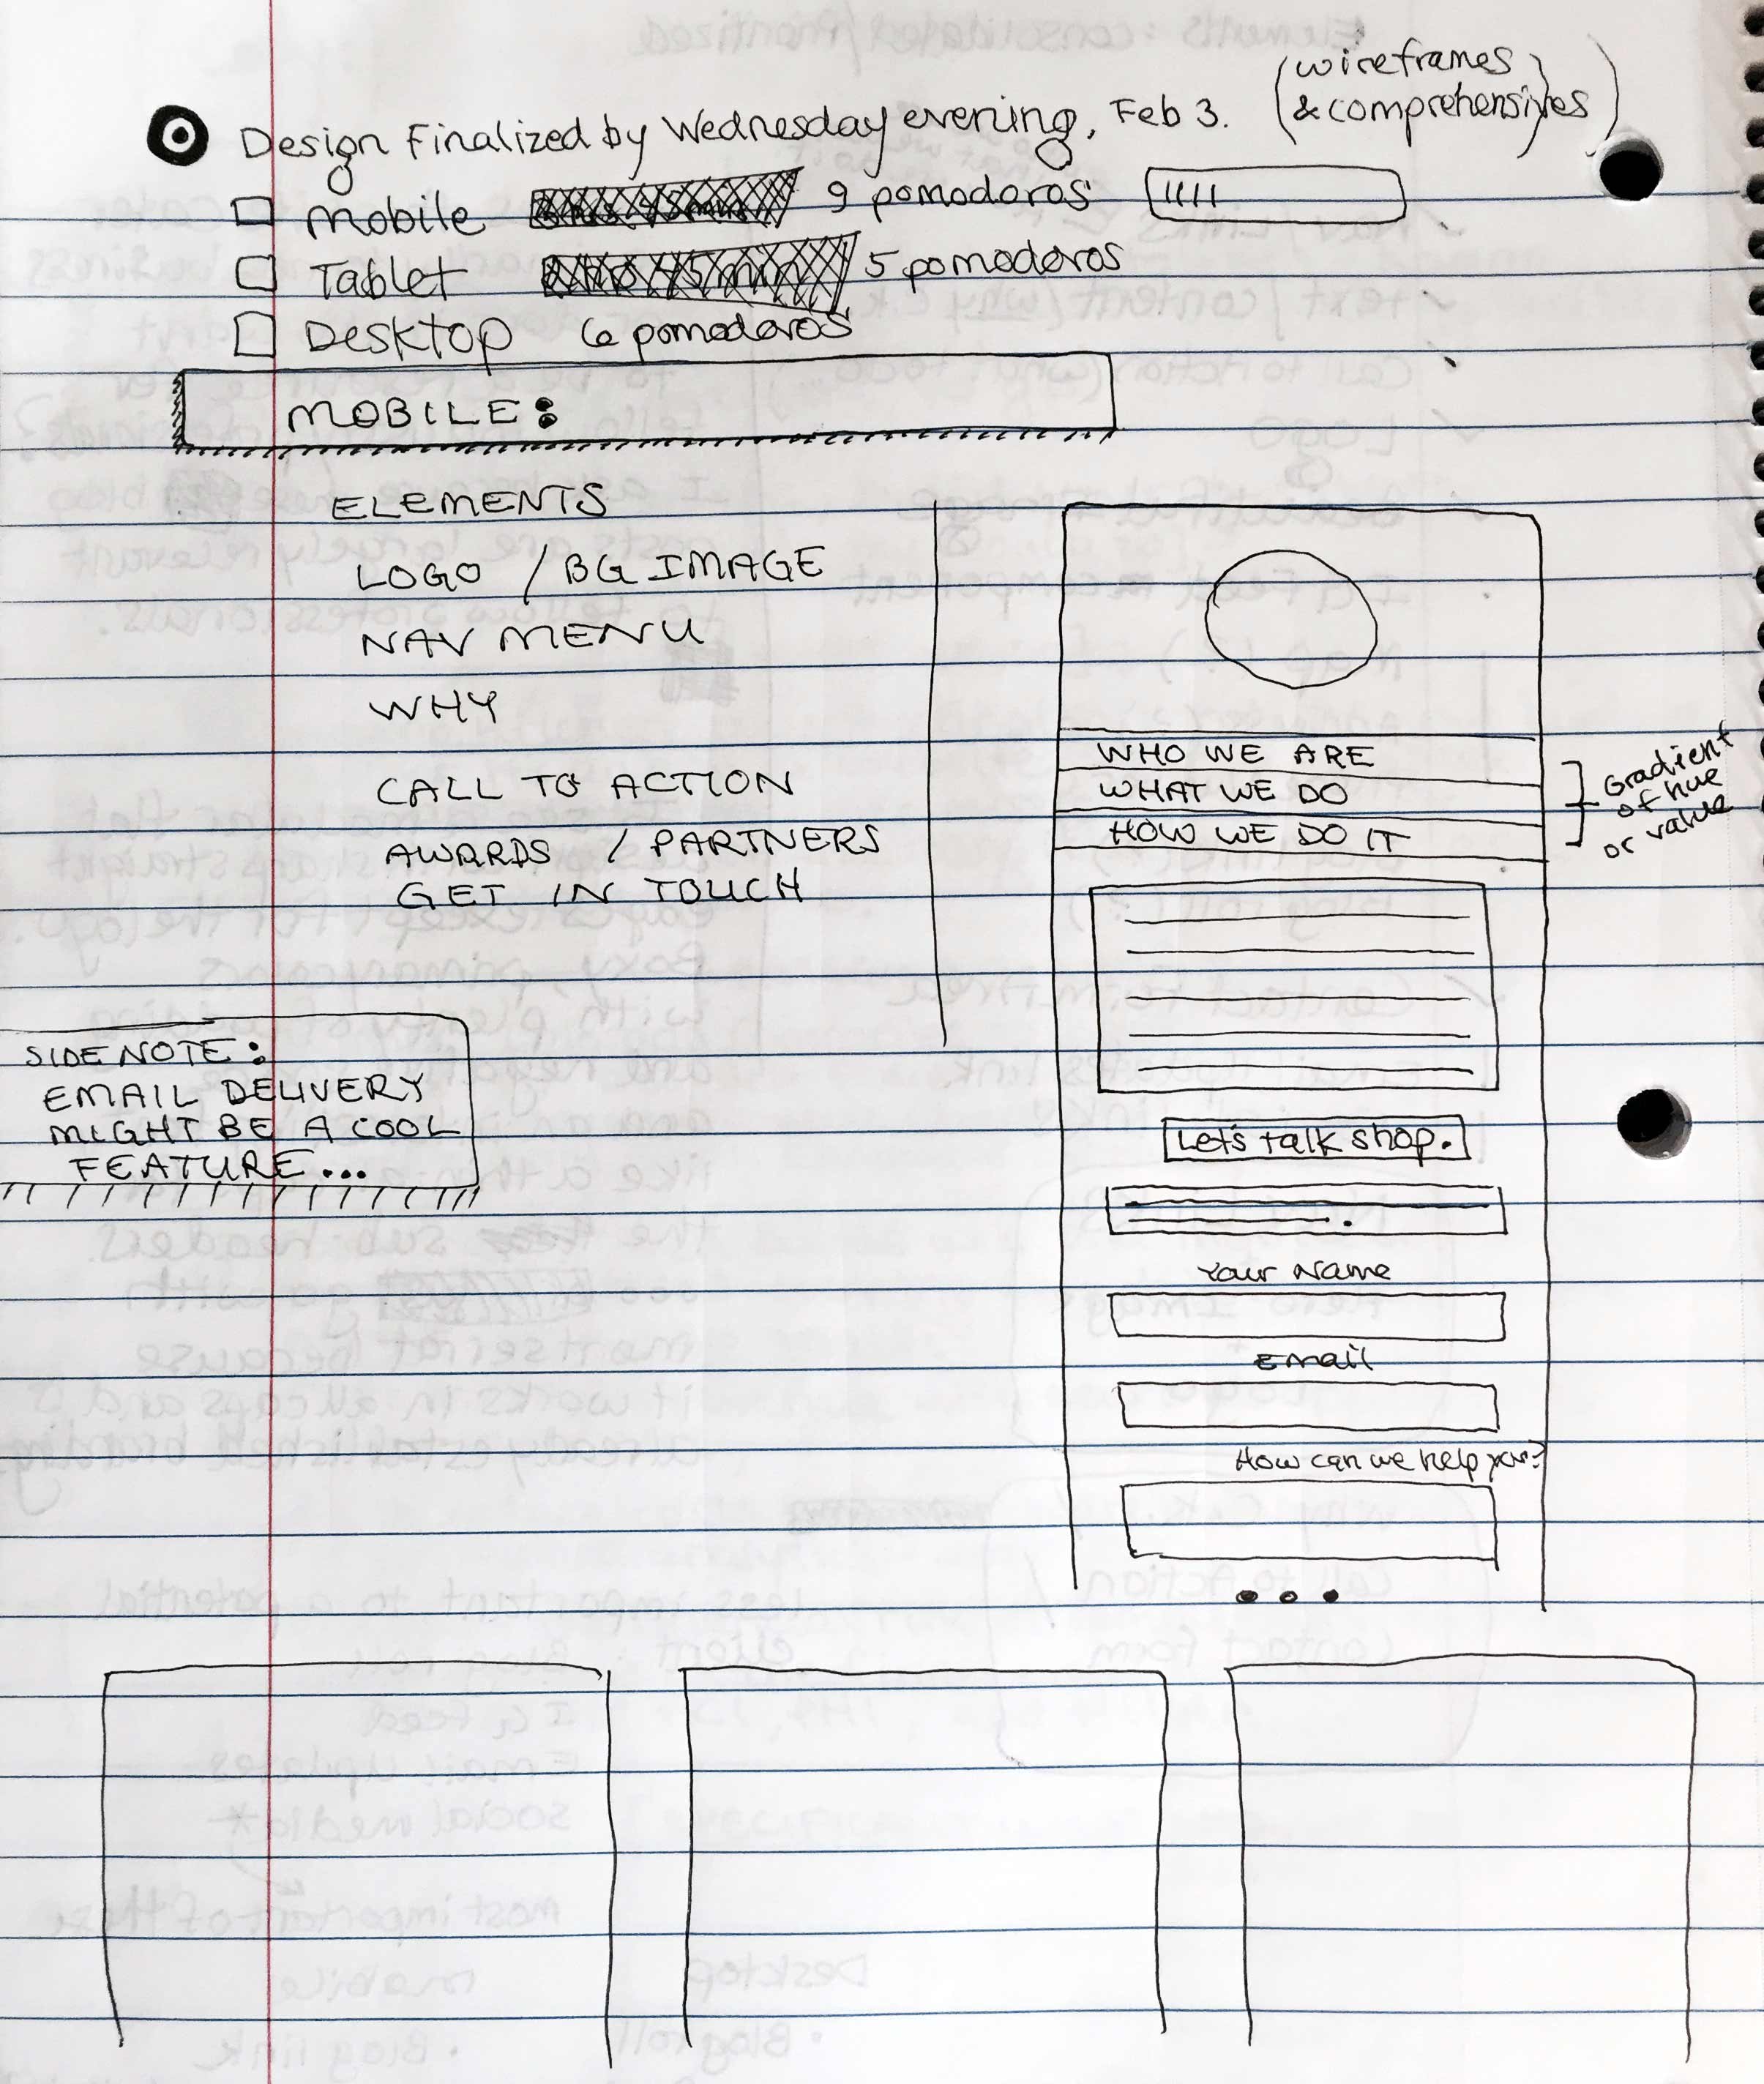 Design Finalized by Wednesday evening, Feb 3. (wireframes & comprehensives)
Mobile 9 pomodoros
Tablet 5 pomodoros
Desktop 6 pomodoros
MOBILE:
ELEMENTS
LOGO / BG IMAGE
NAV MENU
WHY
CALL TO ACTION
AWARDS / PARTNERS
GET IN TOUCH
SIDE NOTE:
EMAIL DELIVERY
MIGHT BE A COOL
FEATURE...
WHO WE ARE
WHAT WE DO
HOW WE DO IT
Gradient
of hue
or value
Let's talk shop.
Your Name
Email
How can we help you?